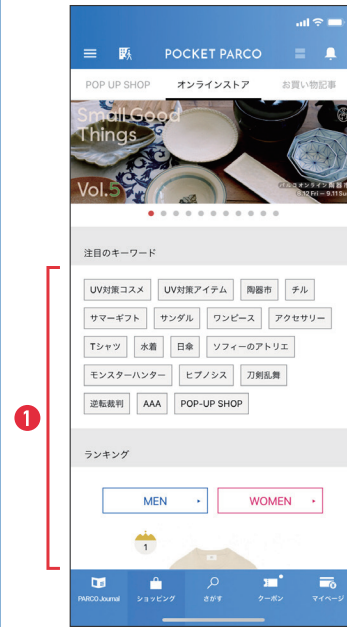 POCKET PARCO
POP UP SHOP オンラインストア お買い物記事
Small Good
Things
Vol.5
9.12 Fri – 9.11 Sun
注目のキーワード
UV対策コスメ UV対策アイテム 陶器市 チル
サマーギフト サンダル ワンピース アクセサリー
Tシャツ 水着 日傘 ソフィーのアトリエ
モンスターハンター ヒプノシス 刀剣乱舞
逆転裁判 AAA POP-UP SHOP
1
ランキング
MEN WOMEN
1
PARCO Journal ショッピング さがす クーポン マイページ